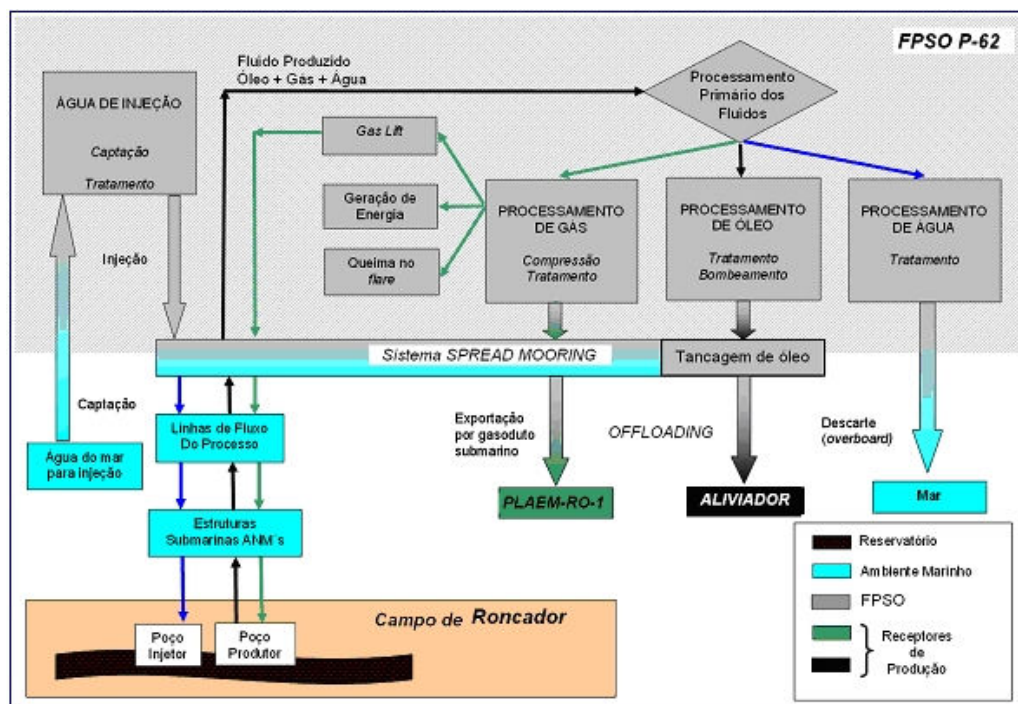 FPSO P-62
Fluido Produzido
Óleo + Gás + Água
Processamento
Primário dos
Fluidos
ÁGUA DE INJEÇÃO
Captação
Tratamento
Gas Lift
Geração de
Energia
Queima no
flare
PROCESSAMENTO
DE GÁS
Compressão
Tratamento
PROCESSAMENTO
DE ÓLEO
Tratamento
Bombeamento
PROCESSAMENTO
DE ÁGUA
Tratamento
Injeção
Sistema SPREAD MOORING
Tancagem de óleo
Captação
Água do mar
para injeção
Linhas de Fluxo
Do Processo
Exportação
por gasoduto
submarino
OFFLOADING
Descarte
(overboard)
PLAEM-RO-1
ALIVIADOR
Mar
Estruturas
Submarinas ANM´s
Campo de Roncador
Poço
Injetor
Poço
Produtor
Reservatório
Ambiente Marinho
FPSO
Receptores
de
Produção